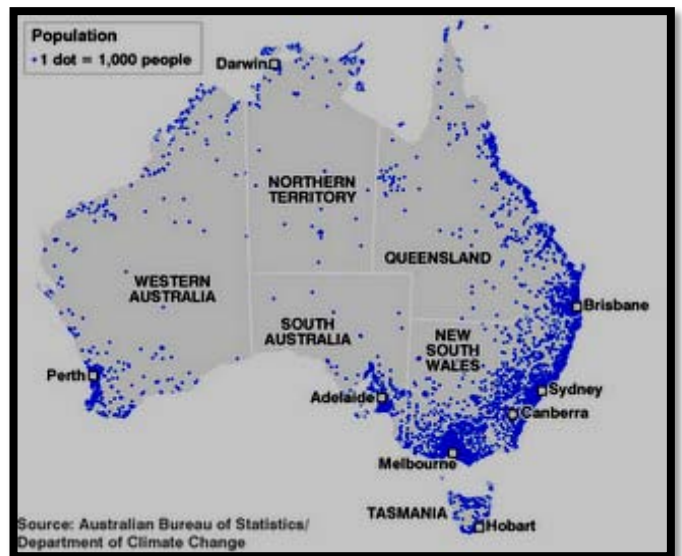 Population
1 dot = 1,000 people
Darwin
NORTHERN
TERRITORY
QUEENSLAND
WESTERN
AUSTRALIA
Brisbane
SOUTH
AUSTRALIA
NEW
SOUTH
WALES
Perth
Adelaide
Sydney
Canberra
Melbourne
TASMANIA
Hobart
Source: Australian Bureau of Statistics/
Department of Climate Change